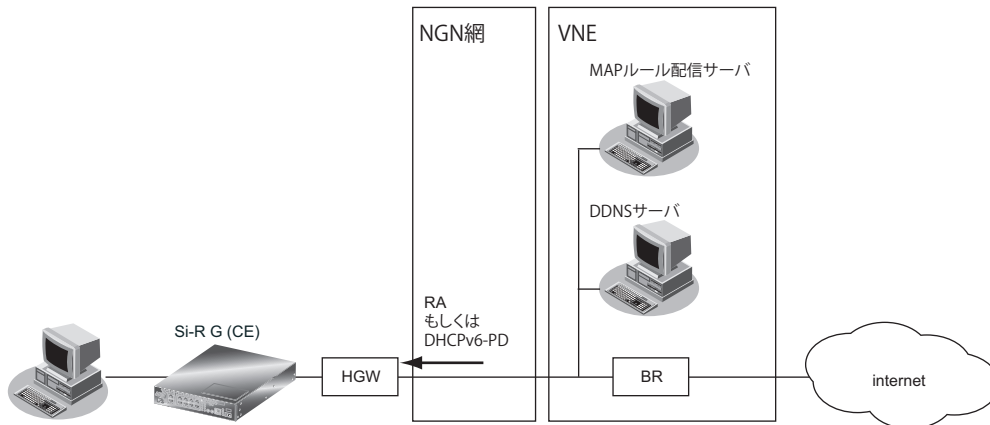 NGN網
VNE
MAPルール配信サーバ
DDNSサーバ
RA
もしくは
DHCPv6-PD
Si-R G (CE)
HGW
BR
internet